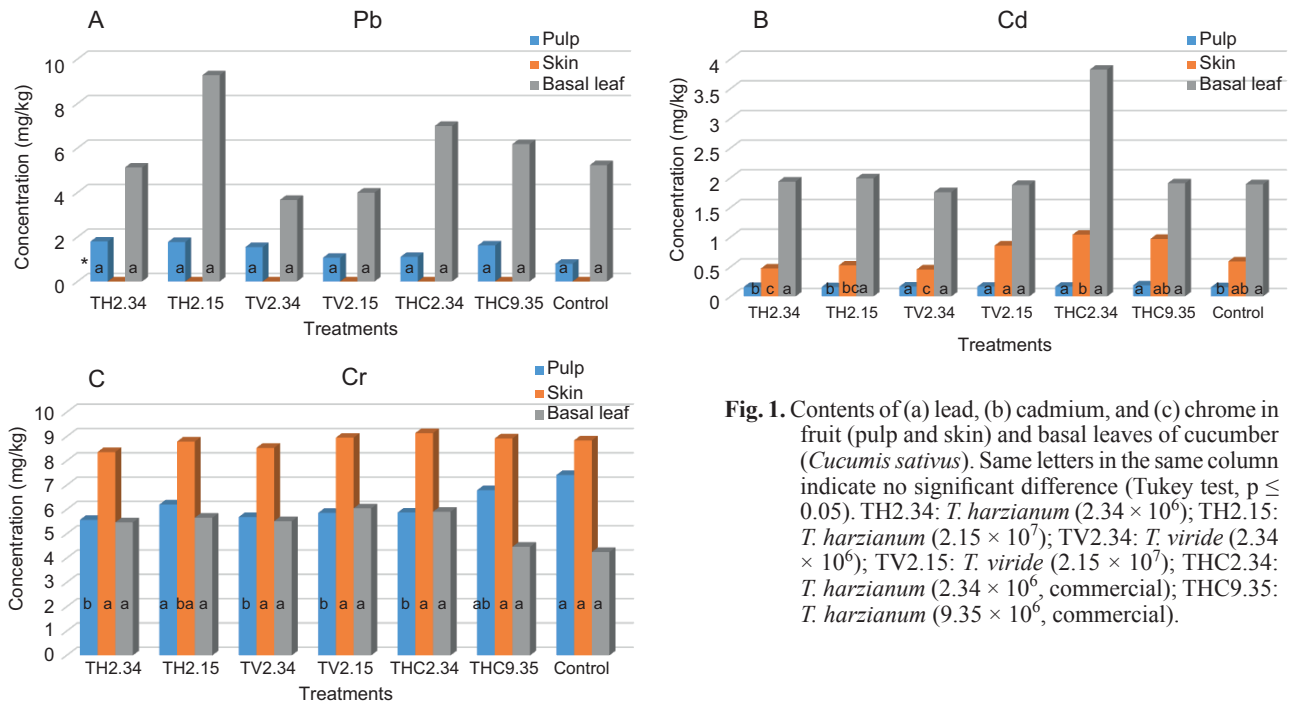 A
Pb
Pulp
Skin
Basal leaf
Concentration (mg/kg)
10
8
6
4
2
0
*
a a a a a a a a a a a a a a
TH2.34 TH2.15 TV2.34 TV2.15 THC2.34 THC9.35 Control
Treatments
B
Cd
Pulp
Skin
Basal leaf
Concentration (mg/kg)
4
3.5
3
2.5
2
1.5
1
0.5
0
b c a b bc a a c a a a a a b a a ab a b ab a
TH2.34 TH2.15 TV2.34 TV2.15 THC2.34 THC9.35 Control
Treatments
C
Cr
Pulp
Skin
Basal leaf
Concentration (mg/kg)
10
9
8
7
6
5
4
3
2
1
0
b a a a ba a b a a b a a b a a ab a a a a a
TH2.34 TH2.15 TV2.34 TV2.15 THC2.34 THC9.35 Control
Treatments
Fig. 1. Contents of (a) lead, (b) cadmium, and (c) chrome in
fruit (pulp and skin) and basal leaves of cucumber
(Cucumis sativus). Same letters in the same column
indicate no significant difference (Tukey test, p ≤
0.05). TH2.34: T. harzianum (2.34 × 10⁶); TH2.15:
T. harzianum (2.15 × 10⁷); TV2.34: T. viride (2.34
× 10⁶); TV2.15: T. viride (2.15 × 10⁷); THC2.34:
T. harzianum (2.34 × 10⁶, commercial); THC9.35:
T. harzianum (9.35 × 10⁶, commercial).